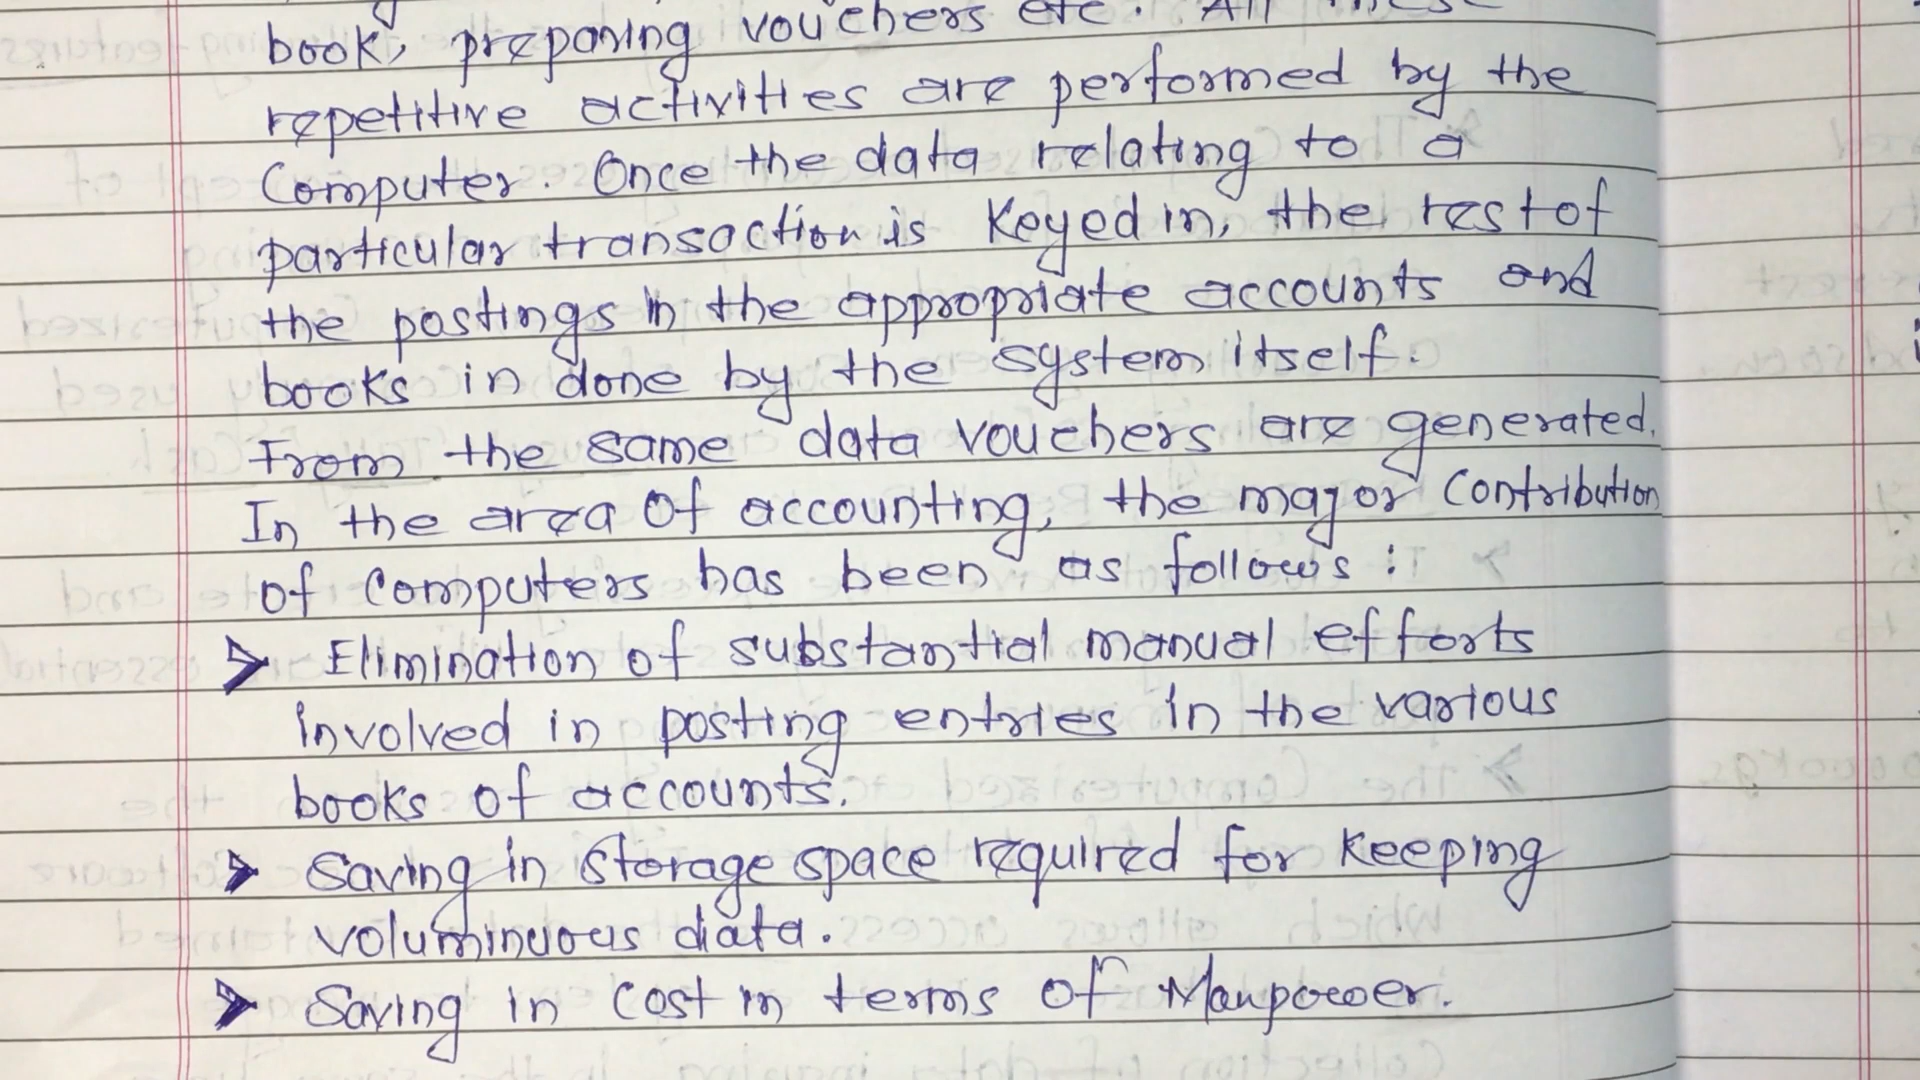 book, preparing vouchers etc. All these
repetitive activities are performed by the
Computer. Once the data relating to a
particular transaction is Keyed in, the rest of
the postings in the appropriate accounts and
books in done by the system itself.
From the same data vouchers are generated.
In the area of accounting, the major Contribution
of Computers has been as follows :
➤ Elimination of substantial manual efforts
involved in posting entries in the various
books of accounts.
➤ Saving in Storage space required for Keeping
voluminuous data.
➤ Saving in Cost in terms of Manpower.